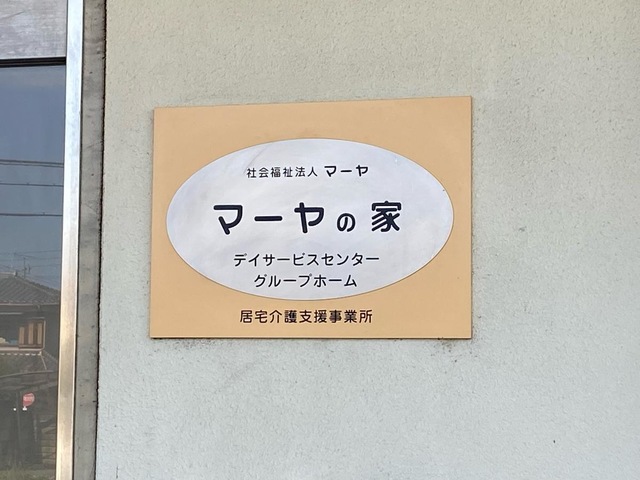 社会福祉法人 マーヤ
マーヤの家
デイサービスセンター
グループホーム
居宅介護支援事業所